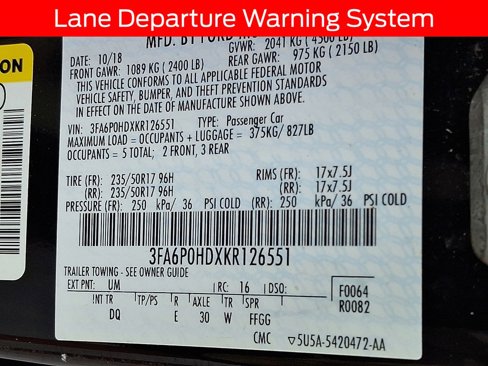 Lane Departure Warning System
MFD. BY FORD MO
10/18
GVWR: 2041 KG ( 4500 LB)
FRONT GAWR: 1089 KG ( 2400 LB)
REAR GAWR: 975 KG ( 2150 LB)
THIS VEHICLE CONFORMS TO ALL APPLICABLE FEDERAL MOTOR
VEHICLE SAFETY, BUMPER, AND THEFT PREVENTION STANDARDS
IN EFFECT ON THE DATE OF MANUFACTURE SHOWN ABOVE.
VIN: 3FA6P0HDXKR126551 TYPE: Passenger Car
MAXIMUM LOAD = OCCUPANTS + LUGGAGE = 375KG/ 827LB
OCCUPANTS = 5 TOTAL; 2 FRONT, 3 REAR
TIRE (FR): 235/50R17 96H RIMS (FR): 17x7.5J
(RR): 235/50R17 96H (RR): 17x7.5J
PRESSURE (FR): 250 kPa/ 36 PSI COLD (RR): 250 kPa/ 36 PSI COLD
3FA6P0HDXKR126551
TRAILER TOWING - SEE OWNER GUIDE
EXT PNT: UM RC: 16 DSO: F0064
R0082
INT TR TP/PS R AXLE TR SPR
DQ E 30 W FFGG
CMC 5U5A-5420472-AA
ON